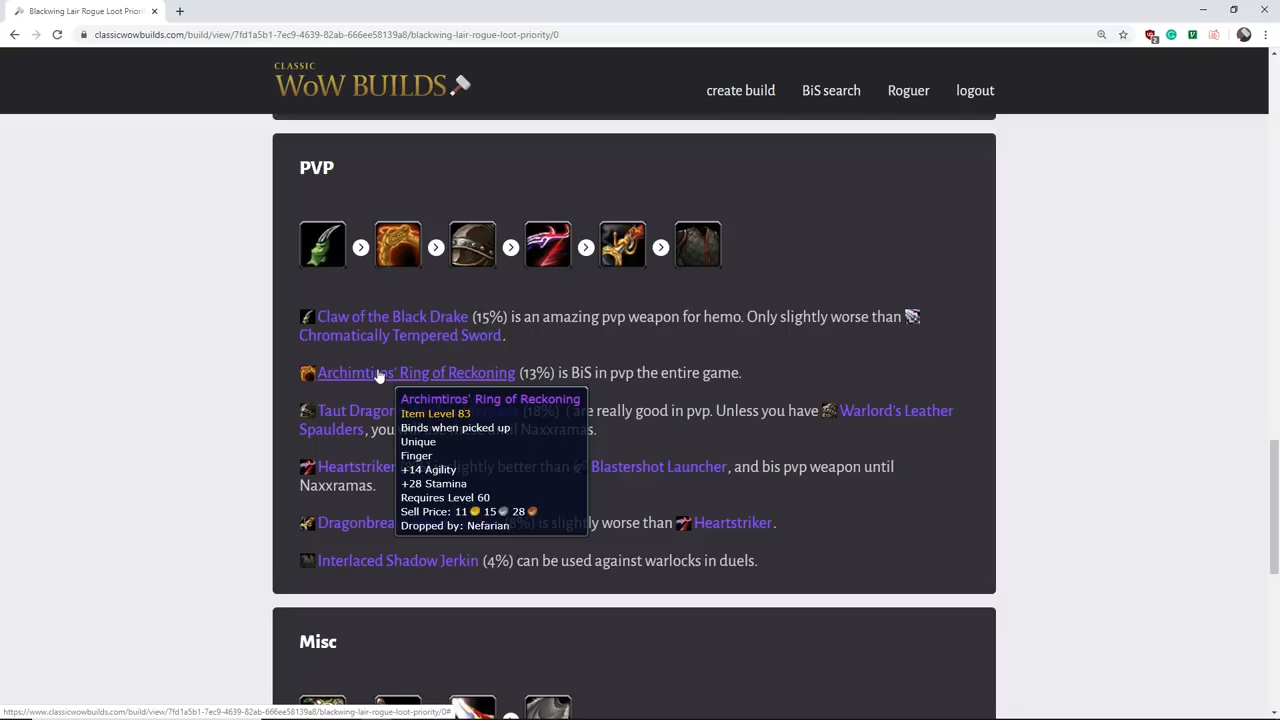 Blackwing Lair Rogue Loot Prior
classicwowbuilds.com/build/view/7fd1a5b1-7ec9-4639-82ab-666ee58139a8/blackwing-lair-rogue-loot-priority/0
CLASSIC
WoW BUILDS
create build
BiS search
Roguer
logout
PVP
Claw of the Black Drake (15%) is an amazing pvp weapon for hemo. Only slightly worse than
Chromatically Tempered Sword.
Archimtiros' Ring of Reckoning (13%) is BiS in pvp the entire game.
Archimtiros' Ring of Reckoning
Item Level 83
Binds when picked up
Unique
Finger
+14 Agility
+28 Stamina
Requires Level 60
Sell Price: 11 15 28
Dropped by: Nefarian
Taut Dragon (18%) are really good in pvp. Unless you have Warlord's Leather
Spaulders, you Naxxramas.
Heartstriker slightly better than Blastershot Launcher, and bis pvp weapon until
Naxxramas.
Dragonbrea 8%) is slightly worse than Heartstriker.
Interlaced Shadow Jerkin (4%) can be used against warlocks in duels.
Misc
https://www.classicwowbuilds.com/build/view/7fd1a5b1-7ec9-4639-82ab-666ee58139a8/blackwing-lair-rogue-loot-priority/0#